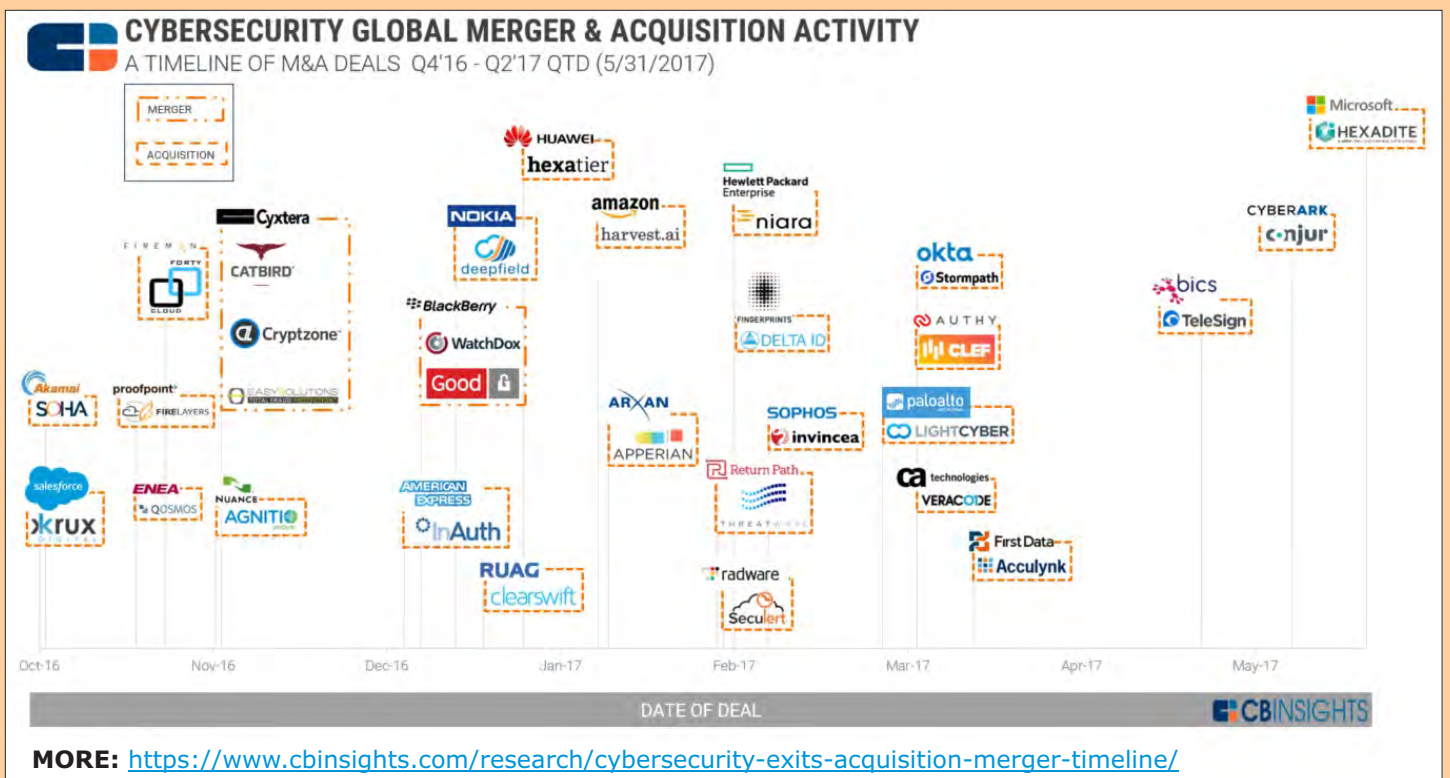 CYBERSECURITY GLOBAL MERGER & ACQUISITION ACTIVITY
A TIMELINE OF M&A DEALS Q4'16 - Q2'17 QTD (5/31/2017)
MERGER
ACQUISITION
Microsoft
HEXADITE
HUAWEI
hexatier
Hewlett Packard
Enterprise
niara
amazon
harvest.ai
CYBERARK
conjur
Cyxtera
CATBIRD
Cryptzone
EASY SOLUTIONS
TOTAL FRAUD PROTECTION
NOKIA
deepfield
FIREMON
FORTY
CLOUD
okta
Stormpath
bics
TeleSign
BlackBerry
WatchDox
Good
FINGERPRINTS
DELTA ID
AUTHY
CLEF
Akamai
SOHA
proofpoint
FIRELAYERS
ARXAN
APPERIAN
SOPHOS
invincea
paloalto
LIGHTCYBER
salesforce
krux
DIGITAL
ENEA
QOSMOS
NUANCE
AGNITIO
AMERICAN
EXPRESS
InAuth
Return Path
THREATWAVE
ca technologies
VERACODE
RUAG
clearswift
radware
Seculert
First Data
Acculynk
Oct-16 Nov-16 Dec-16 Jan-17 Feb-17 Mar-17 Apr-17 May-17
DATE OF DEAL
CBINSIGHTS
MORE: https://www.cbinsights.com/research/cybersecurity-exits-acquisition-merger-timeline/